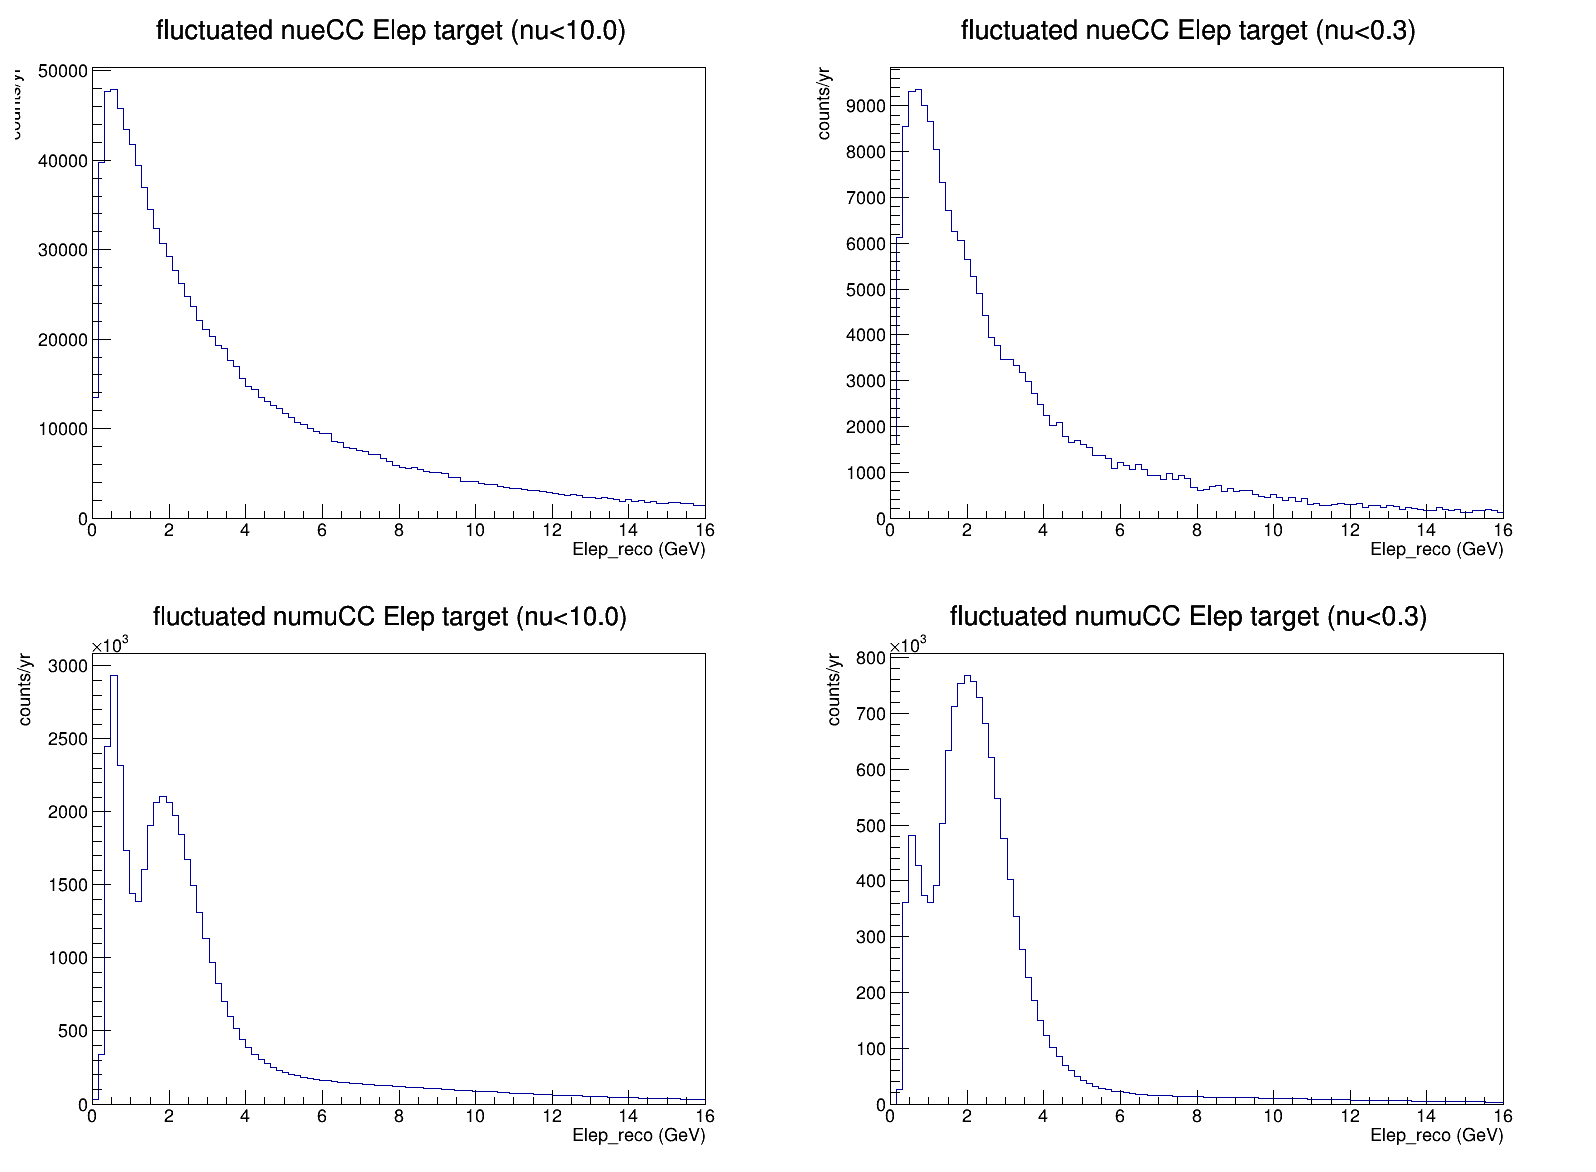 fluctuated nueCC Elep target (nu<10.0)
counts/yr
50000
40000
30000
20000
10000
0
0 2 4 6 8 10 12 14 16
Elep_reco (GeV)
fluctuated nueCC Elep target (nu<0.3)
counts/yr
9000
8000
7000
6000
5000
4000
3000
2000
1000
0
0 2 4 6 8 10 12 14 16
Elep_reco (GeV)
fluctuated numuCC Elep target (nu<10.0)
×10³
counts/yr
3000
2500
2000
1500
1000
500
0
0 2 4 6 8 10 12 14 16
Elep_reco (GeV)
fluctuated numuCC Elep target (nu<0.3)
×10³
counts/yr
800
700
600
500
400
300
200
100
0
0 2 4 6 8 10 12 14 16
Elep_reco (GeV)